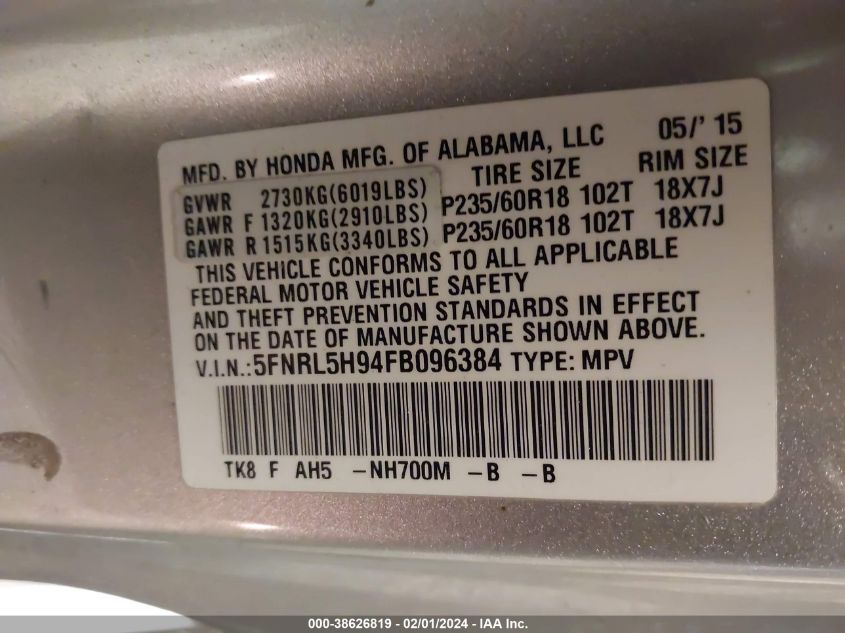 MFD. BY HONDA MFG. OF ALABAMA, LLC 05/' 15
TIRE SIZE RIM SIZE
GVWR 2730KG(6019LBS)
GAWR F 1320KG(2910LBS) P235/60R18 102T 18X7J
GAWR R 1515KG(3340LBS) P235/60R18 102T 18X7J
THIS VEHICLE CONFORMS TO ALL APPLICABLE
FEDERAL MOTOR VEHICLE SAFETY
AND THEFT PREVENTION STANDARDS IN EFFECT
ON THE DATE OF MANUFACTURE SHOWN ABOVE.
V.I.N.:5FNRL5H94FB096384 TYPE: MPV
TK8 F AH5 -NH700M -B -B
000-38626819 - 02/01/2024 - IAA Inc.